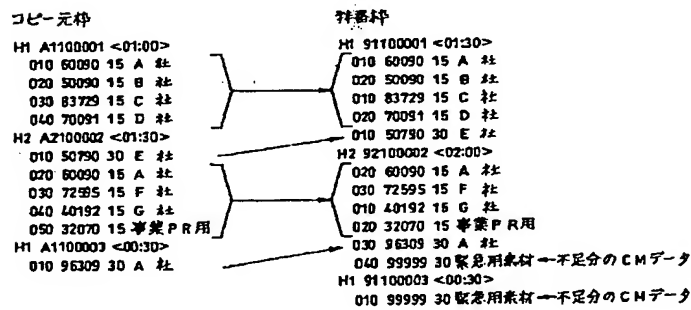 コピー元枠
H1 A1100001 <01:00>
010 60090 15 A 社
020 50090 15 B 社
030 83729 15 C 社
040 70091 15 D 社
H2 A2100002 <01:30>
010 50790 30 E 社
020 60090 15 A 社
030 72595 15 F 社
040 40192 15 G 社
050 32070 15 事業PR用
H1 A1100003 <00:30>
010 96309 30 A 社
特番枠
H1 91100001 <01:30>
010 60090 15 A 社
020 50090 15 B 社
010 83729 15 C 社
020 70091 15 D 社
010 50790 30 E 社
H2 92100002 <02:00>
020 60090 15 A 社
030 72595 15 F 社
010 40192 15 G 社
020 32070 15 事業PR用
030 96309 30 A 社
040 99999 30 緊急用素材←不足分のCMデータ
H1 91100003 <00:30>
010 99999 30 緊急用素材←不足分のCMデータ